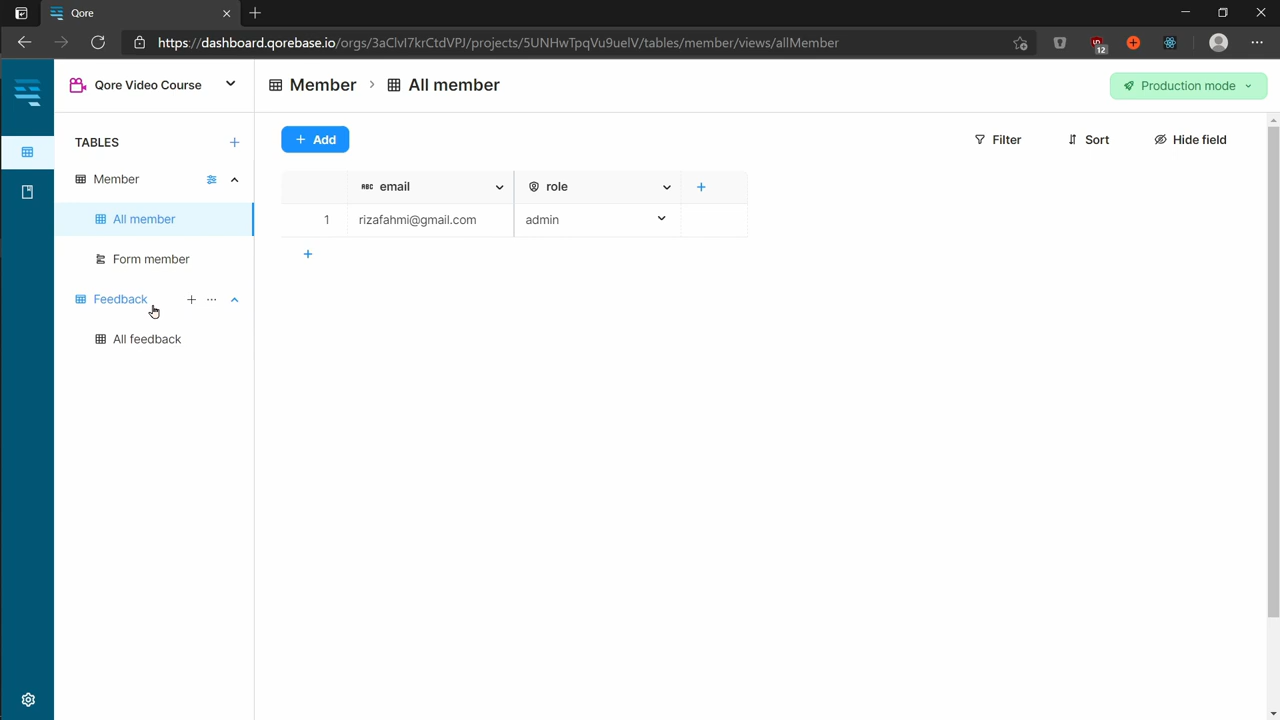 Qore
https://dashboard.qorebase.io/orgs/3aClvI7krCtdVPJ/projects/5UNHwTpqVu9uelV/tables/member/views/allMember
12
Qore Video Course
Member
All member
Production mode
TABLES
Add
Filter
Sort
Hide field
Member
ABC email
role
All member
1
rizafahmi@gmail.com
admin
Form member
Feedback
All feedback